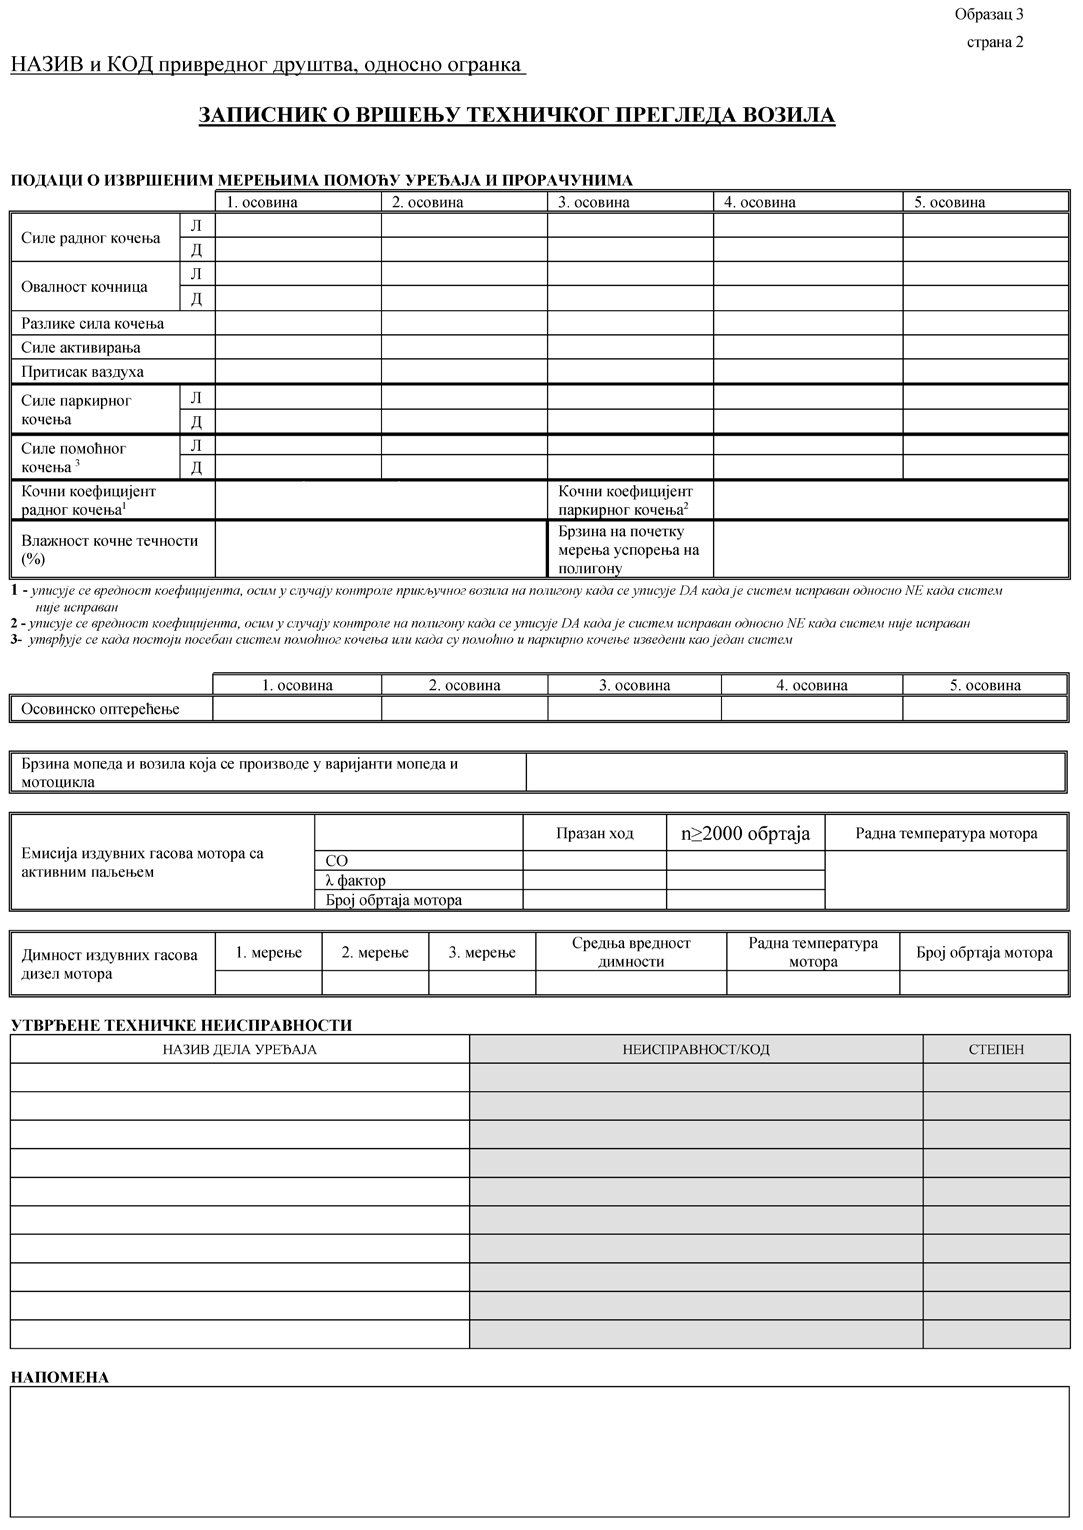 Образац 3
страна 2
НАЗИВ и КОД привредног друштва, односно огранка
ЗАПИСНИК О ВРШЕЊУ ТЕХНИЧКОГ ПРЕГЛЕДА ВОЗИЛА
ПОДАЦИ О ИЗВРШЕНИМ МЕРЕЊИМА ПОМОЋУ УРЕЂАЈА И ПРОРАЧУНИМА
1. осовина 2. осовина 3. осовина 4. осовина 5. осовина
Силе радног кочења Л
Д
Овалност кочница Л
Д
Разлике сила кочења
Силе активирања
Притисак ваздуха
Силе паркирног Л
кочења Д
Силе помоћног Л
кочења 3 Д
Кочни коефицијент Кочни коефицијент
радног кочења1 паркирног кочења2
Влажност кочне течности
(%)
Брзина на почетку
мерења успорења на
полигону
1 - уписује се вредност коефицијента, осим у случају контроле прикључног возила на полигону када се уписује DA када је систем исправан односно NE када систем
није исправан
2 - уписује се вредност коефицијента, осим у случају контроле на полигону када се уписује DA када је систем исправан односно NE када систем није исправан
3- утврђује се када постоји посебан систем помоћног кочења или када су помоћно и паркирно кочење изведени као један систем
1. осовина 2. осовина 3. осовина 4. осовина 5. осовина
Осовинско оптерећење
Брзина мопеда и возила која се производе у варијанти мопеда и
мотоцикла
Празан ход n≥2000 обртаја Радна температура мотора
Емисија издувних гасова мотора са
активним паљењем
CO
λ фактор
Број обртаја мотора
Димност издувних гасова
дизел мотора
1. мерење 2. мерење 3. мерење
Средња вредност
димности
Радна температура
мотора
Број обртаја мотора
УТВРЂЕНЕ ТЕХНИЧКЕ НЕИСПРАВНОСТИ
НАЗИВ ДЕЛА УРЕЂАЈА НЕИСПРАВНОСТ/КОД СТЕПЕН
НАПОМЕНА